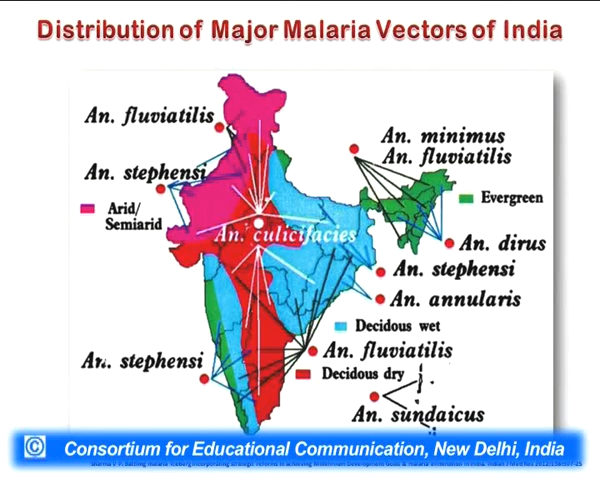 Distribution of Major Malaria Vectors of India
An. fluviatilis
An. minimus
An. fluviatilis
An. stephensi
Evergreen
Arid/
Semiarid
An. culicifacies
An. dirus
An. stephensi
An. annularis
Decidous wet
An. stephensi
An. fluviatilis
Decidous dry
An. sundaicus
© Consortium for Educational Communication, New Delhi, India